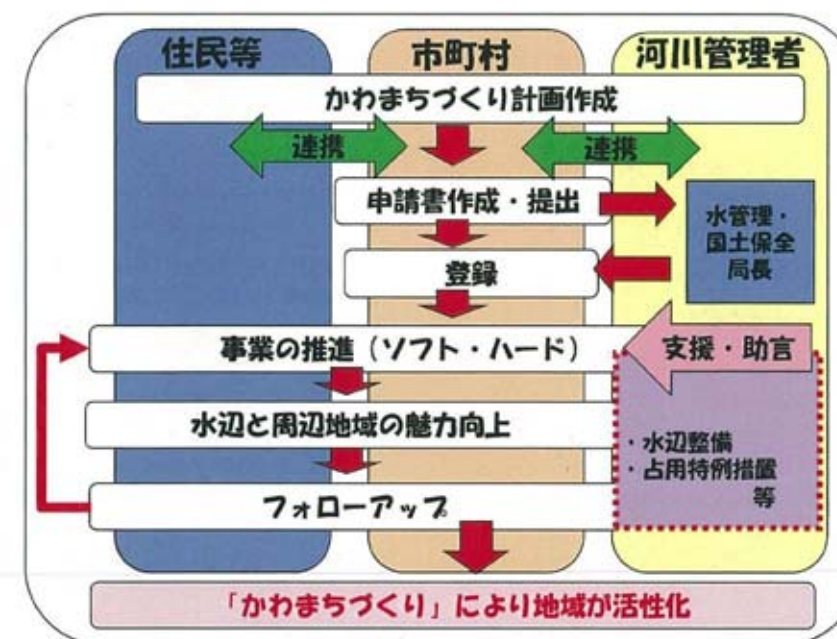 住民等
市町村
河川管理者
かわまちづくり計画作成
連携
連携
申請書作成・提出
水管理・
国土保全
局長
登録
事業の推進（ソフト・ハード）
支援・助言
水辺と周辺地域の魅力向上
・水辺整備
・占用特例措置
等
フォローアップ
「かわまちづくり」により地域が活性化